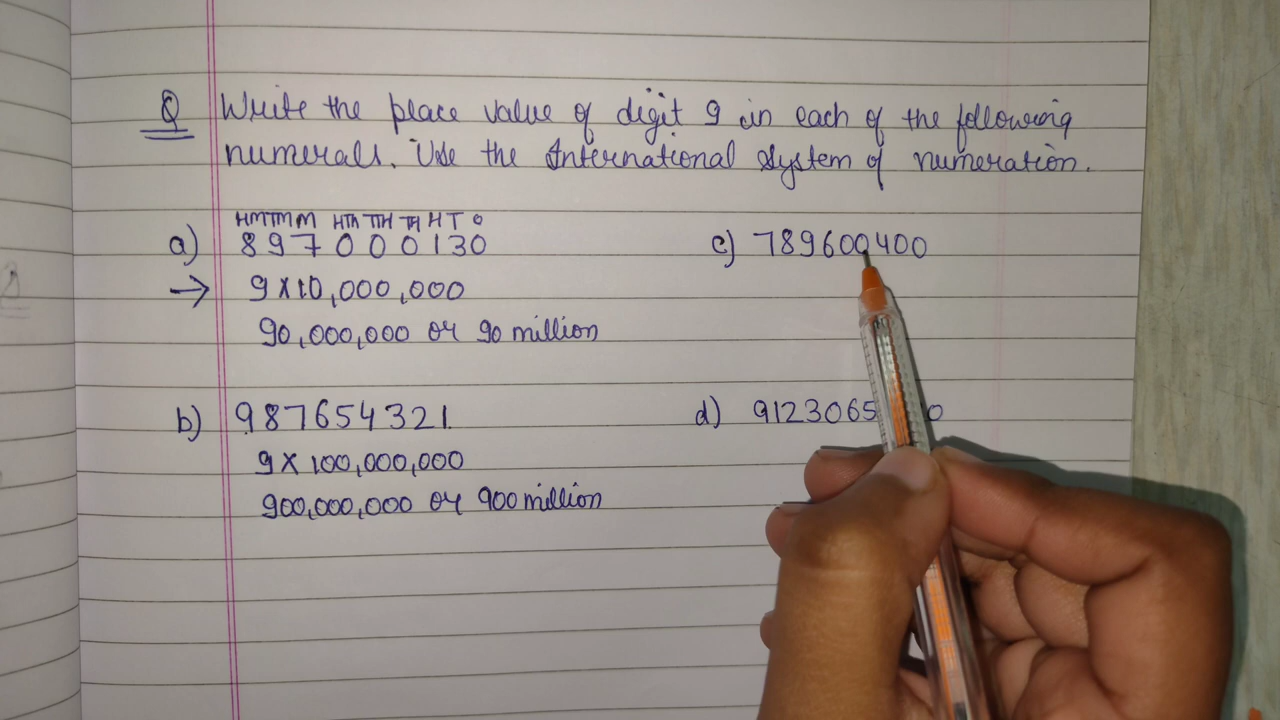 Q Write the place value of digit 9 in each of the following
numerals. Use the International System of numeration.
HM TM M HTh TTH TH H T O
a) 897000130
→ 9 X 10,000,000
90,000,000 or 90 million
b) 987654321
9 X 100,000,000
900,000,000 or 900 million
c) 789600400
d) 9123065 0